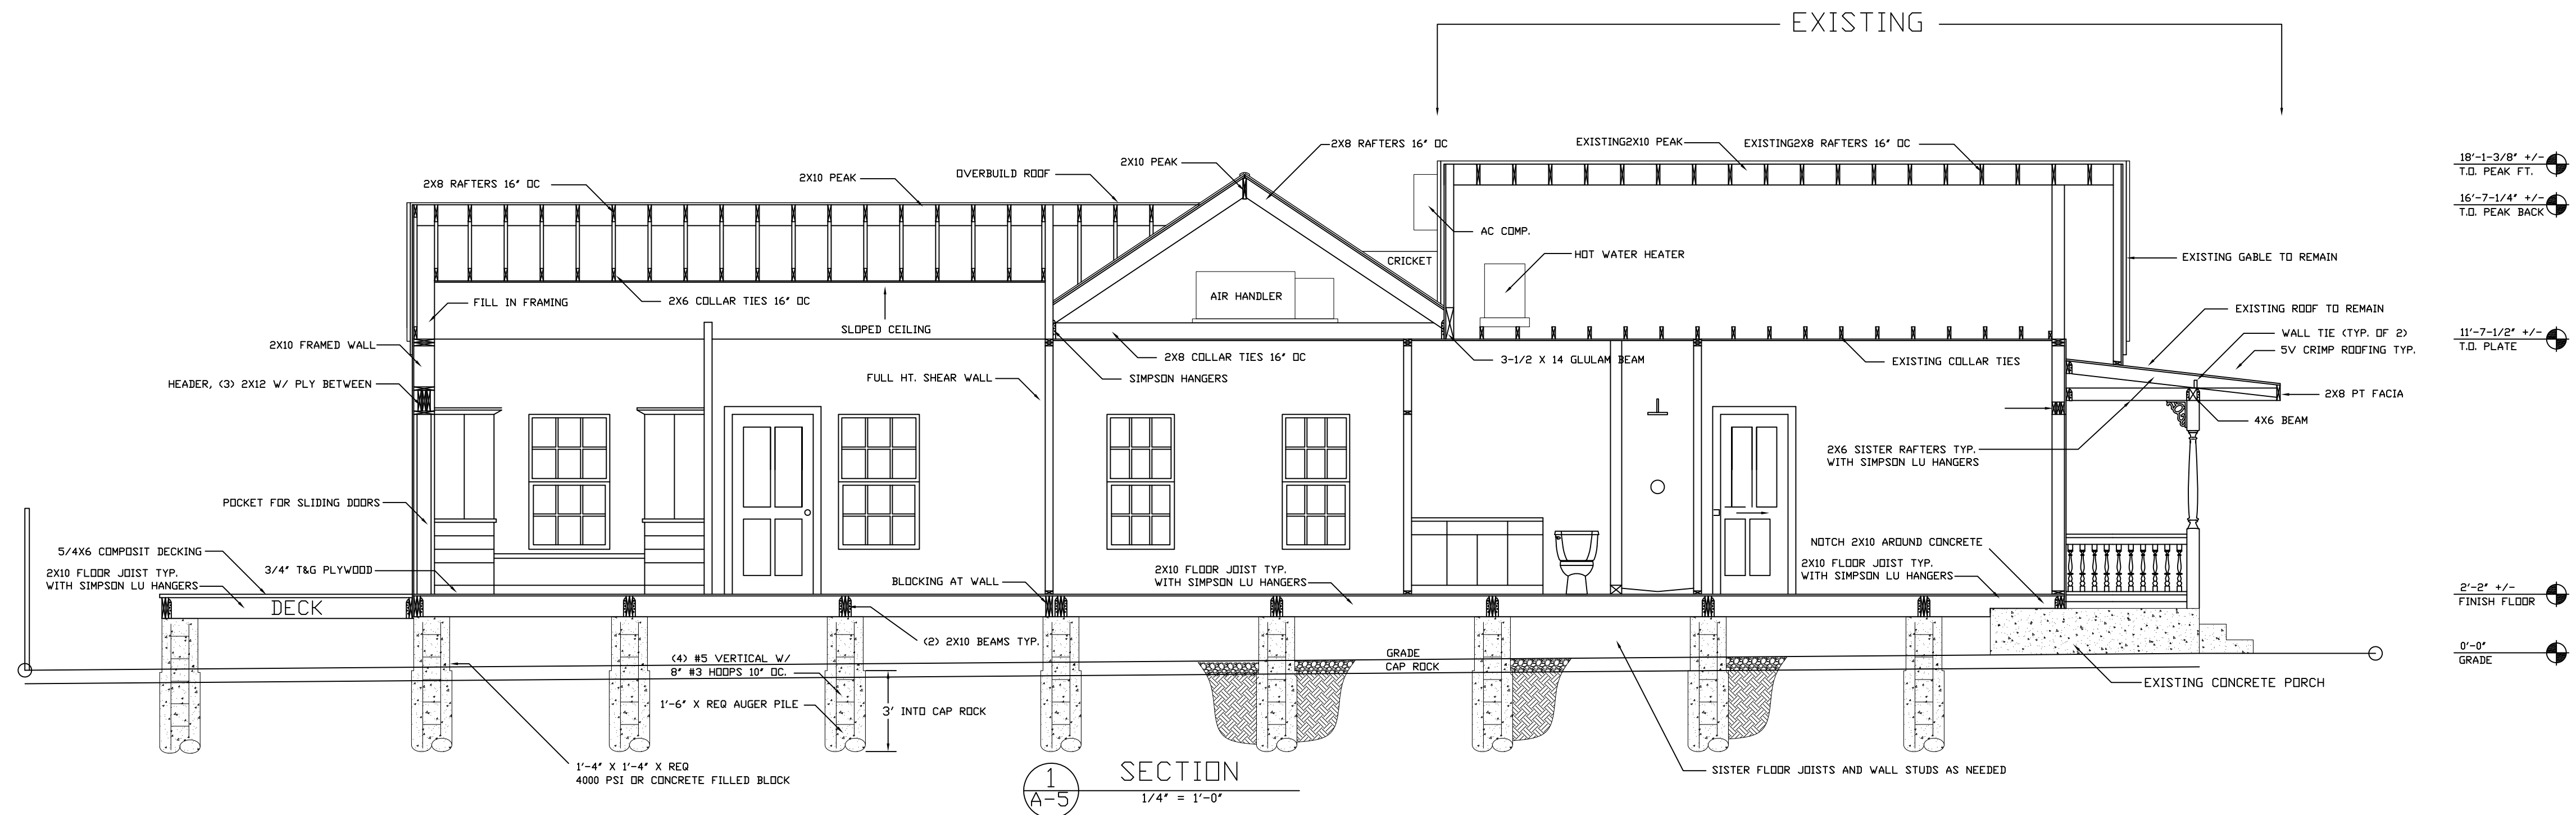 EXISTING
2X8 RAFTERS 16" OC
2X10 PEAK
OVERBUILD ROOF
2X10 PEAK
2X8 RAFTERS 16" OC
EXISTING2X10 PEAK
EXISTING2X8 RAFTERS 16" OC
18'-1-3/8" +/-
T.O. PEAK FT.
16'-7-1/4" +/-
T.O. PEAK BACK
AC COMP.
CRICKET
HOT WATER HEATER
EXISTING GABLE TO REMAIN
AIR HANDLER
FILL IN FRAMING
2X6 COLLAR TIES 16" OC
SLOPED CEILING
EXISTING ROOF TO REMAIN
WALL TIE (TYP. OF 2)
5V CRIMP ROOFING TYP.
11'-7-1/2" +/-
T.O. PLATE
2X10 FRAMED WALL
2X8 COLLAR TIES 16" OC
3-1/2 X 14 GLULAM BEAM
EXISTING COLLAR TIES
HEADER, (3) 2X12 W/ PLY BETWEEN
FULL HT. SHEAR WALL
SIMPSON HANGERS
2X8 PT FACIA
4X6 BEAM
2X6 SISTER RAFTERS TYP.
WITH SIMPSON LU HANGERS
POCKET FOR SLIDING DOORS
5/4X6 COMPOSIT DECKING
2X10 FLOOR JOIST TYP.
WITH SIMPSON LU HANGERS
3/4" T&G PLYWOOD
BLOCKING AT WALL
2X10 FLOOR JOIST TYP.
WITH SIMPSON LU HANGERS
NOTCH 2X10 AROUND CONCRETE
2X10 FLOOR JOIST TYP.
WITH SIMPSON LU HANGERS
2'-2" +/-
FINISH FLOOR
DECK
(2) 2X10 BEAMS TYP.
(4) #5 VERTICAL W/
8" #3 HOOPS 10" OC.
GRADE
CAP ROCK
0'-0"
GRADE
1'-6" X REQ AUGER PILE
3' INTO CAP ROCK
EXISTING CONCRETE PORCH
1'-4" X 1'-4" X REQ
4000 PSI OR CONCRETE FILLED BLOCK
SISTER FLOOR JOISTS AND WALL STUDS AS NEEDED
1
A-5
SECTION
1/4" = 1'-0"